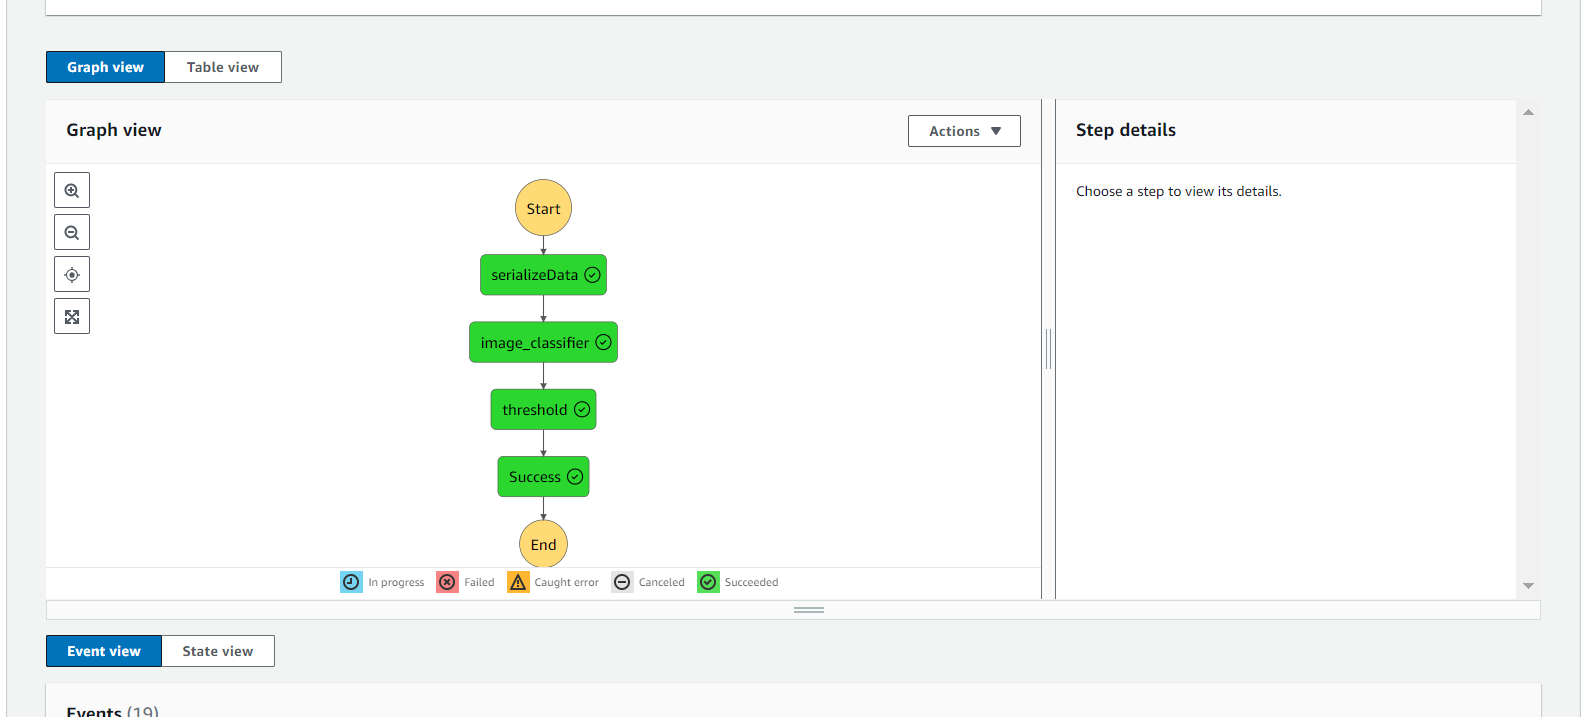 Graph view Table view
Graph view Actions Step details
Choose a step to view its details.
Start
serializeData
image_classifier
threshold
Success
End
In progress Failed Caught error Canceled Succeeded
Event view State view
Events (19)